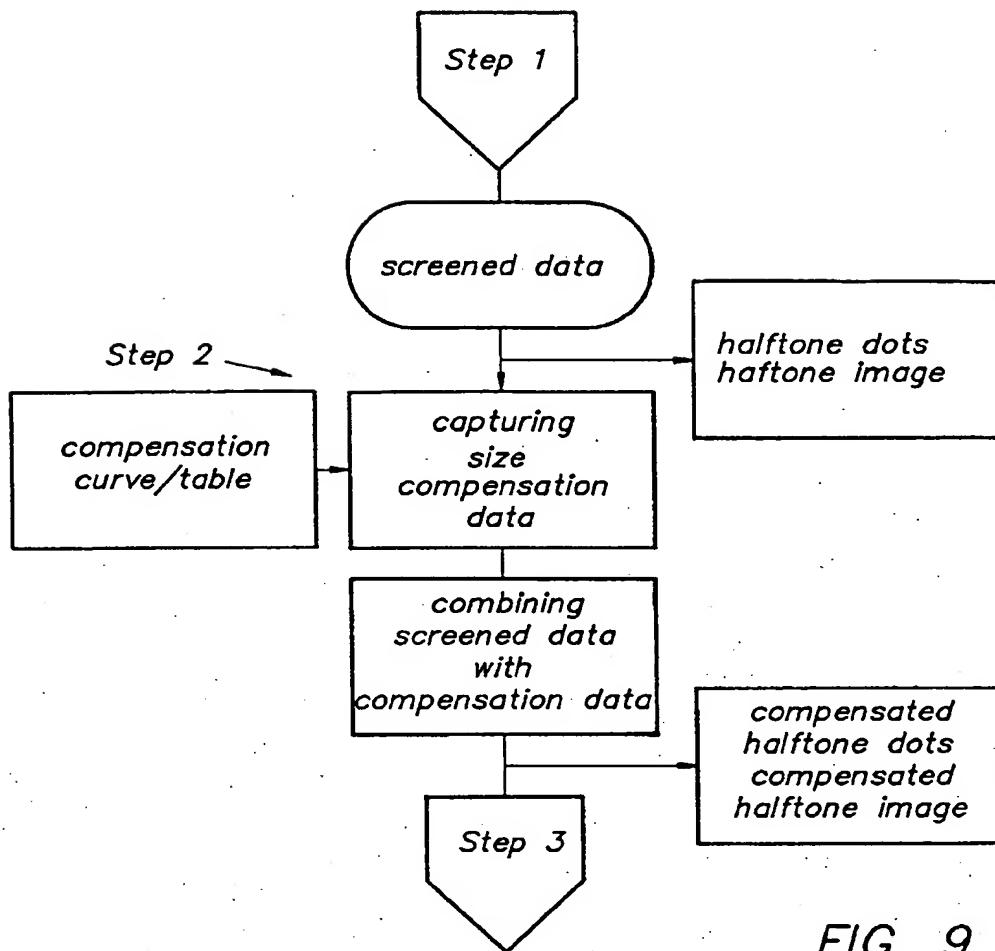 Step 1
screened data
halftone dots
haftone image
Step 2
compensation
curve/table
capturing
size
compensation
data
combining
screened data
with
compensation data
compensated
halftone dots
compensated
halftone image
Step 3
FIG. 9